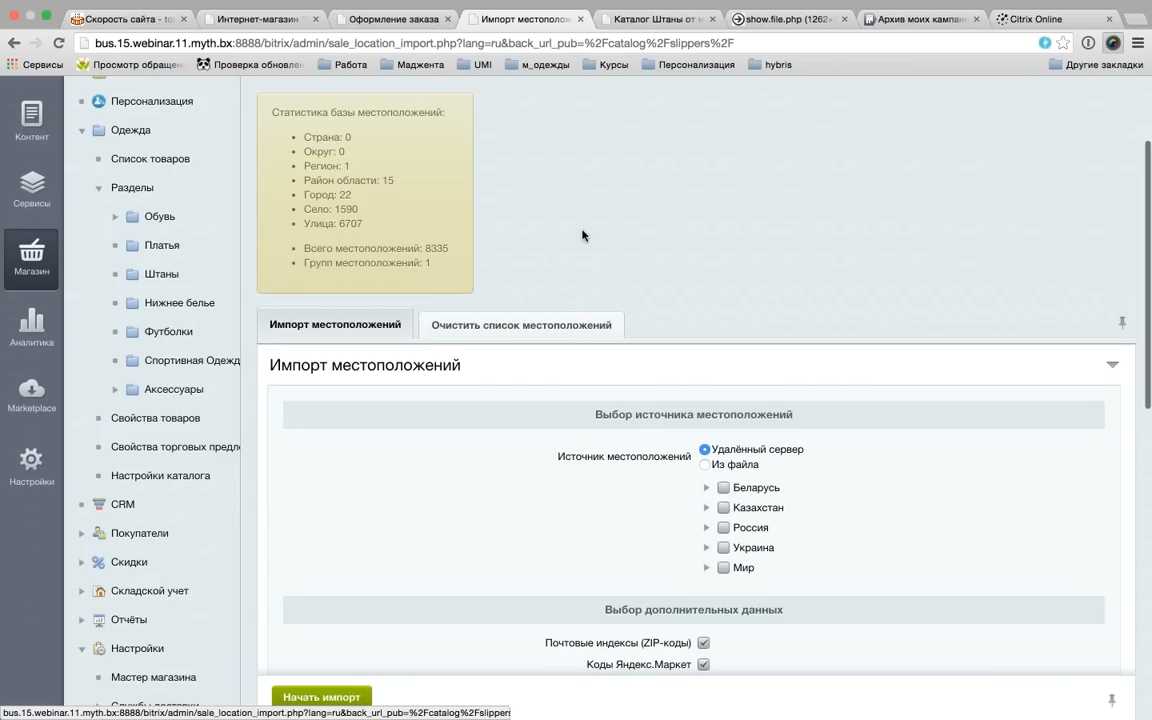 Скорость сайта - то
Интернет-магазин
Оформление заказа
Импорт местополож
Каталог Штаны от м
show.file.php (1262×
Архив моих кампан
Citrix Online
bus.15.webinar.11.myth.bx:8888/bitrix/admin/sale_location_import.php?lang=ru&back_url_pub=%2Fcatalog%2Fslippers%2F
Сервисы
Просмотр обращен
Проверка обновлен
Работа
Маджента
UMI
м_одежды
Курсы
Персонализация
hybris
Другие закладки
Контент
Сервисы
Магазин
Аналитика
Marketplace
Настройки
Персонализация
Одежда
Список товаров
Разделы
Обувь
Платья
Штаны
Нижнее белье
Футболки
Спортивная Одежд
Аксессуары
Свойства товаров
Свойства торговых предл
Настройки каталога
CRM
Покупатели
Скидки
Складской учет
Отчёты
Настройки
Мастер магазина
Статистика базы местоположений:
Страна: 0
Округ: 0
Регион: 1
Район области: 15
Город: 22
Село: 1590
Улица: 6707
Всего местоположений: 8335
Групп местоположений: 1
Импорт местоположений
Очистить список местоположений
Импорт местоположений
Выбор источника местоположений
Источник местоположений
Удалённый сервер
Из файла
Беларусь
Казахстан
Россия
Украина
Мир
Выбор дополнительных данных
Почтовые индексы (ZIP-коды)
Коды Яндекс.Маркет
Начать импорт
bus.15.webinar.11.myth.bx:8888/bitrix/admin/sale_location_import.php?lang=ru&back_url_pub=%2Fcatalog%2Fslippers